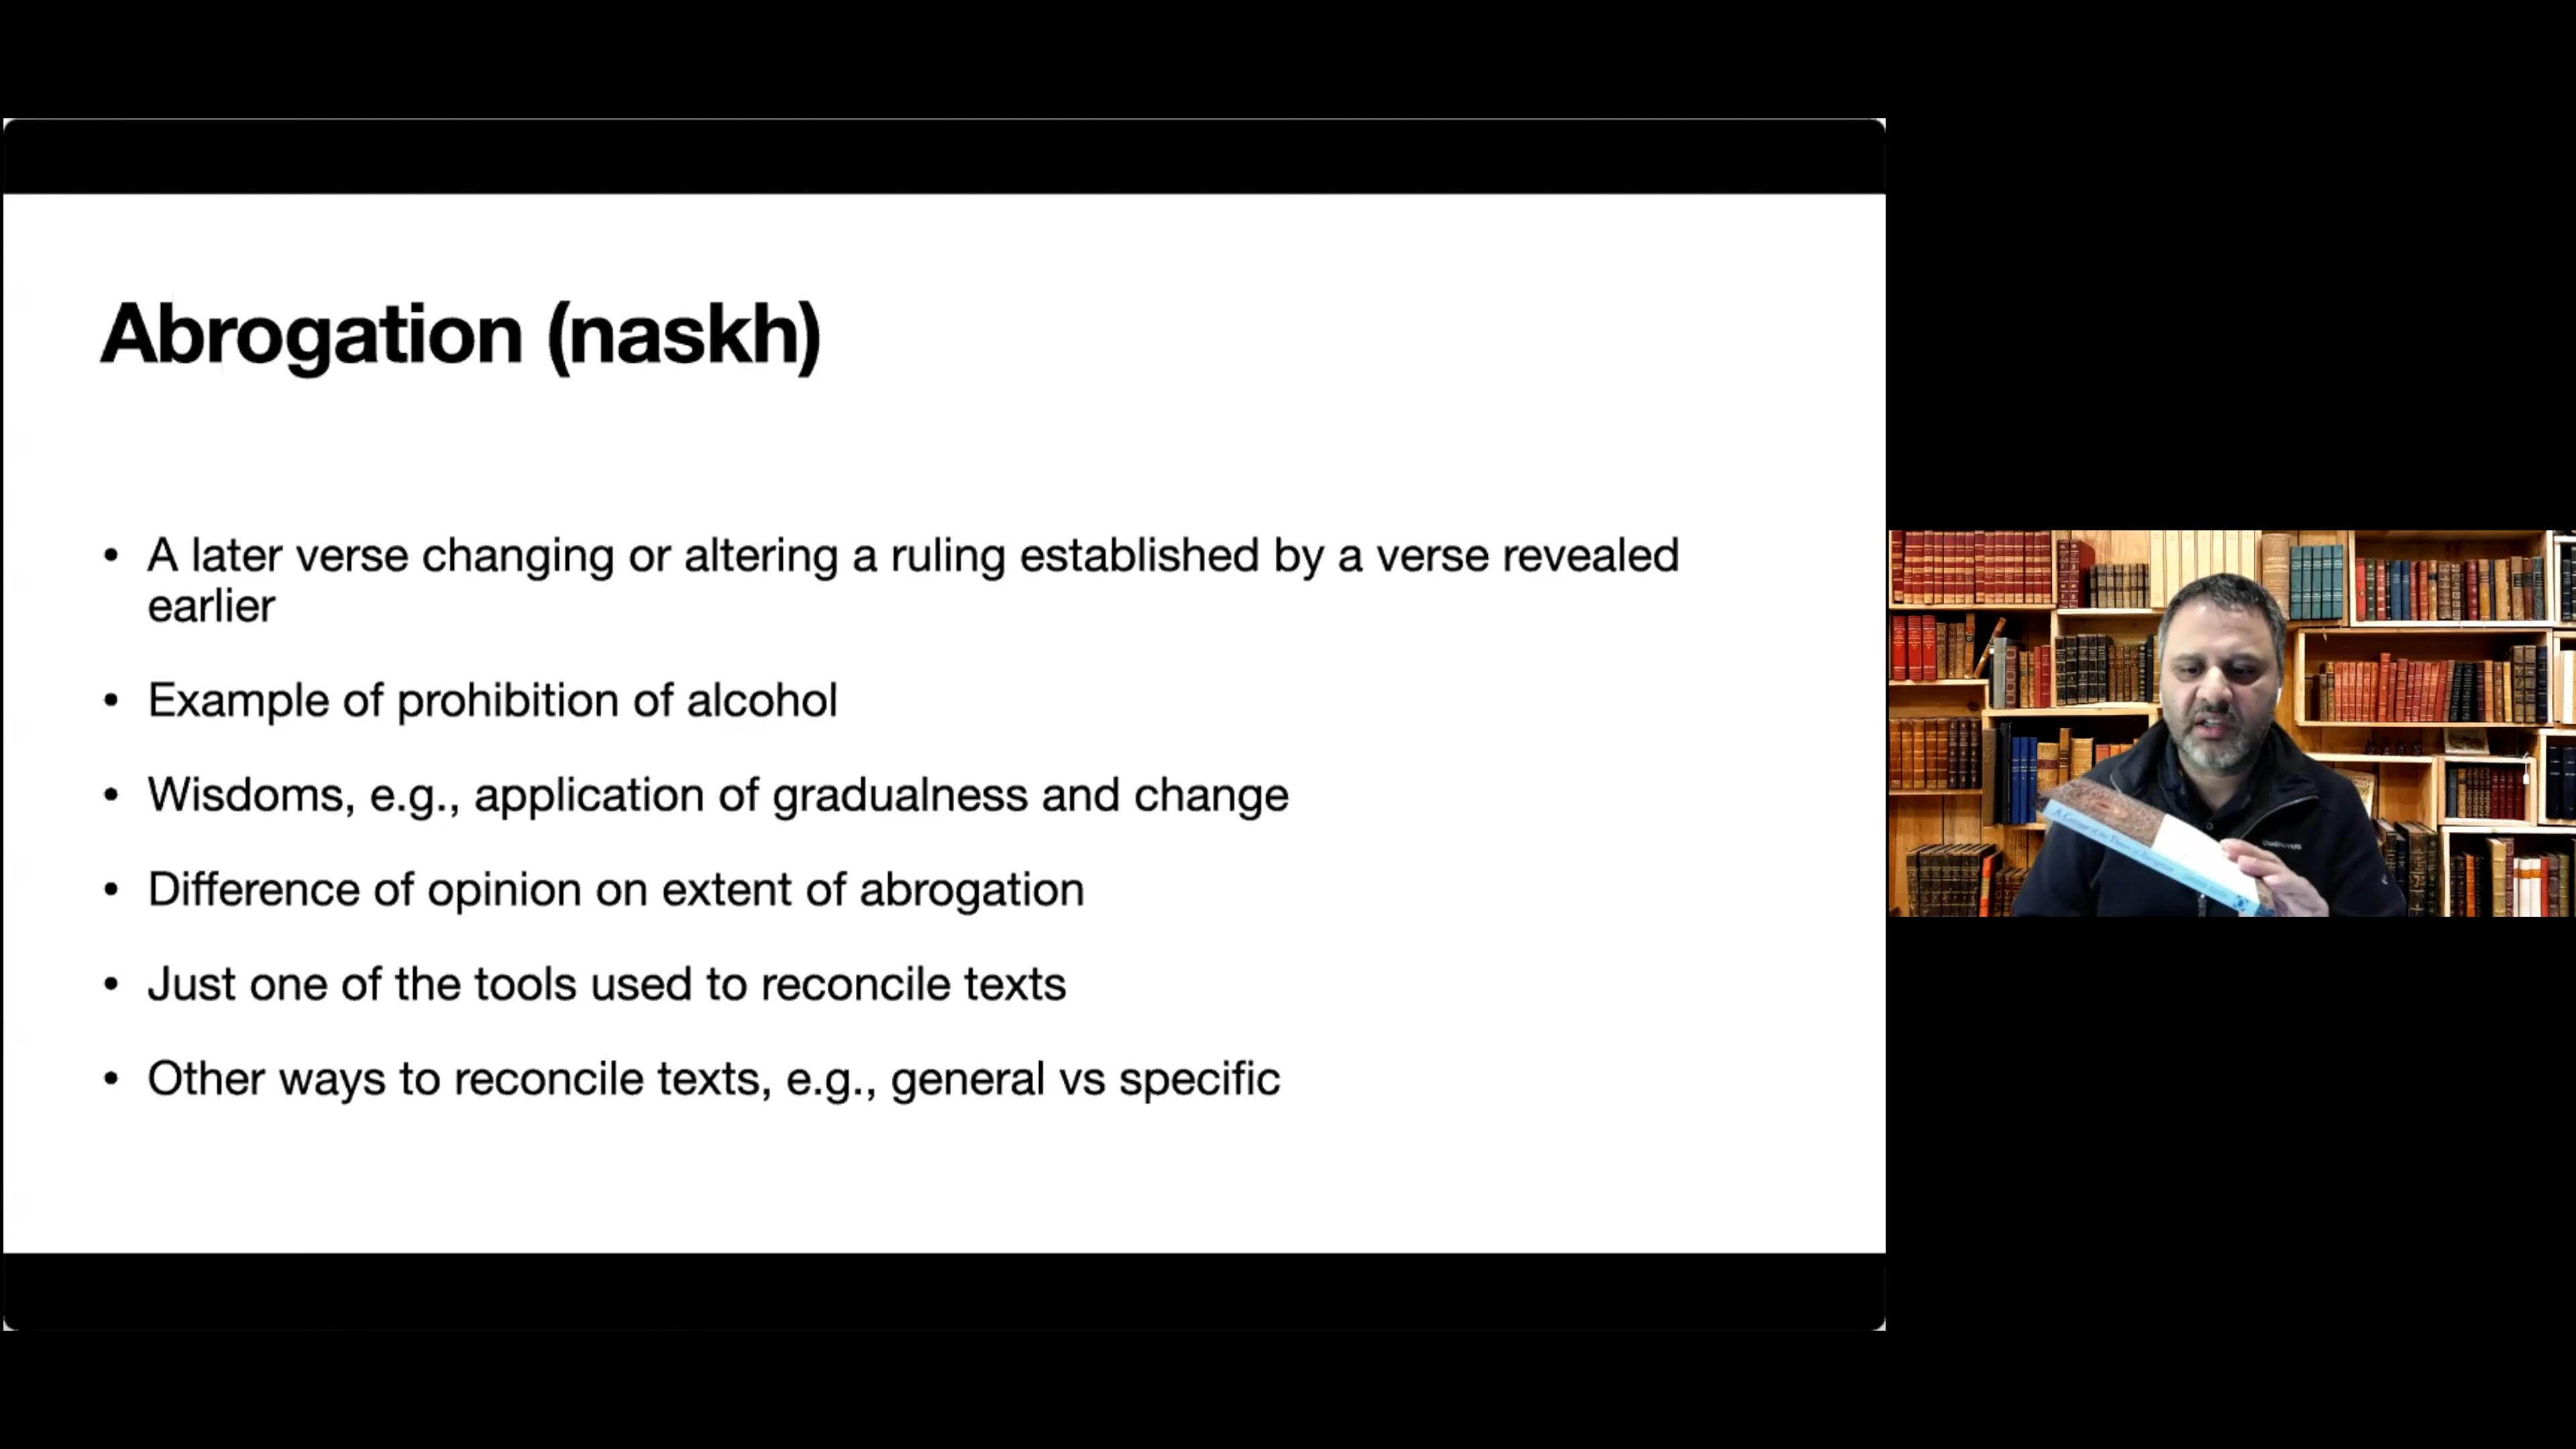 Abrogation (naskh)
• A later verse changing or altering a ruling established by a verse revealed
earlier
• Example of prohibition of alcohol
• Wisdoms, e.g., application of gradualness and change
• Difference of opinion on extent of abrogation
• Just one of the tools used to reconcile texts
• Other ways to reconcile texts, e.g., general vs specific